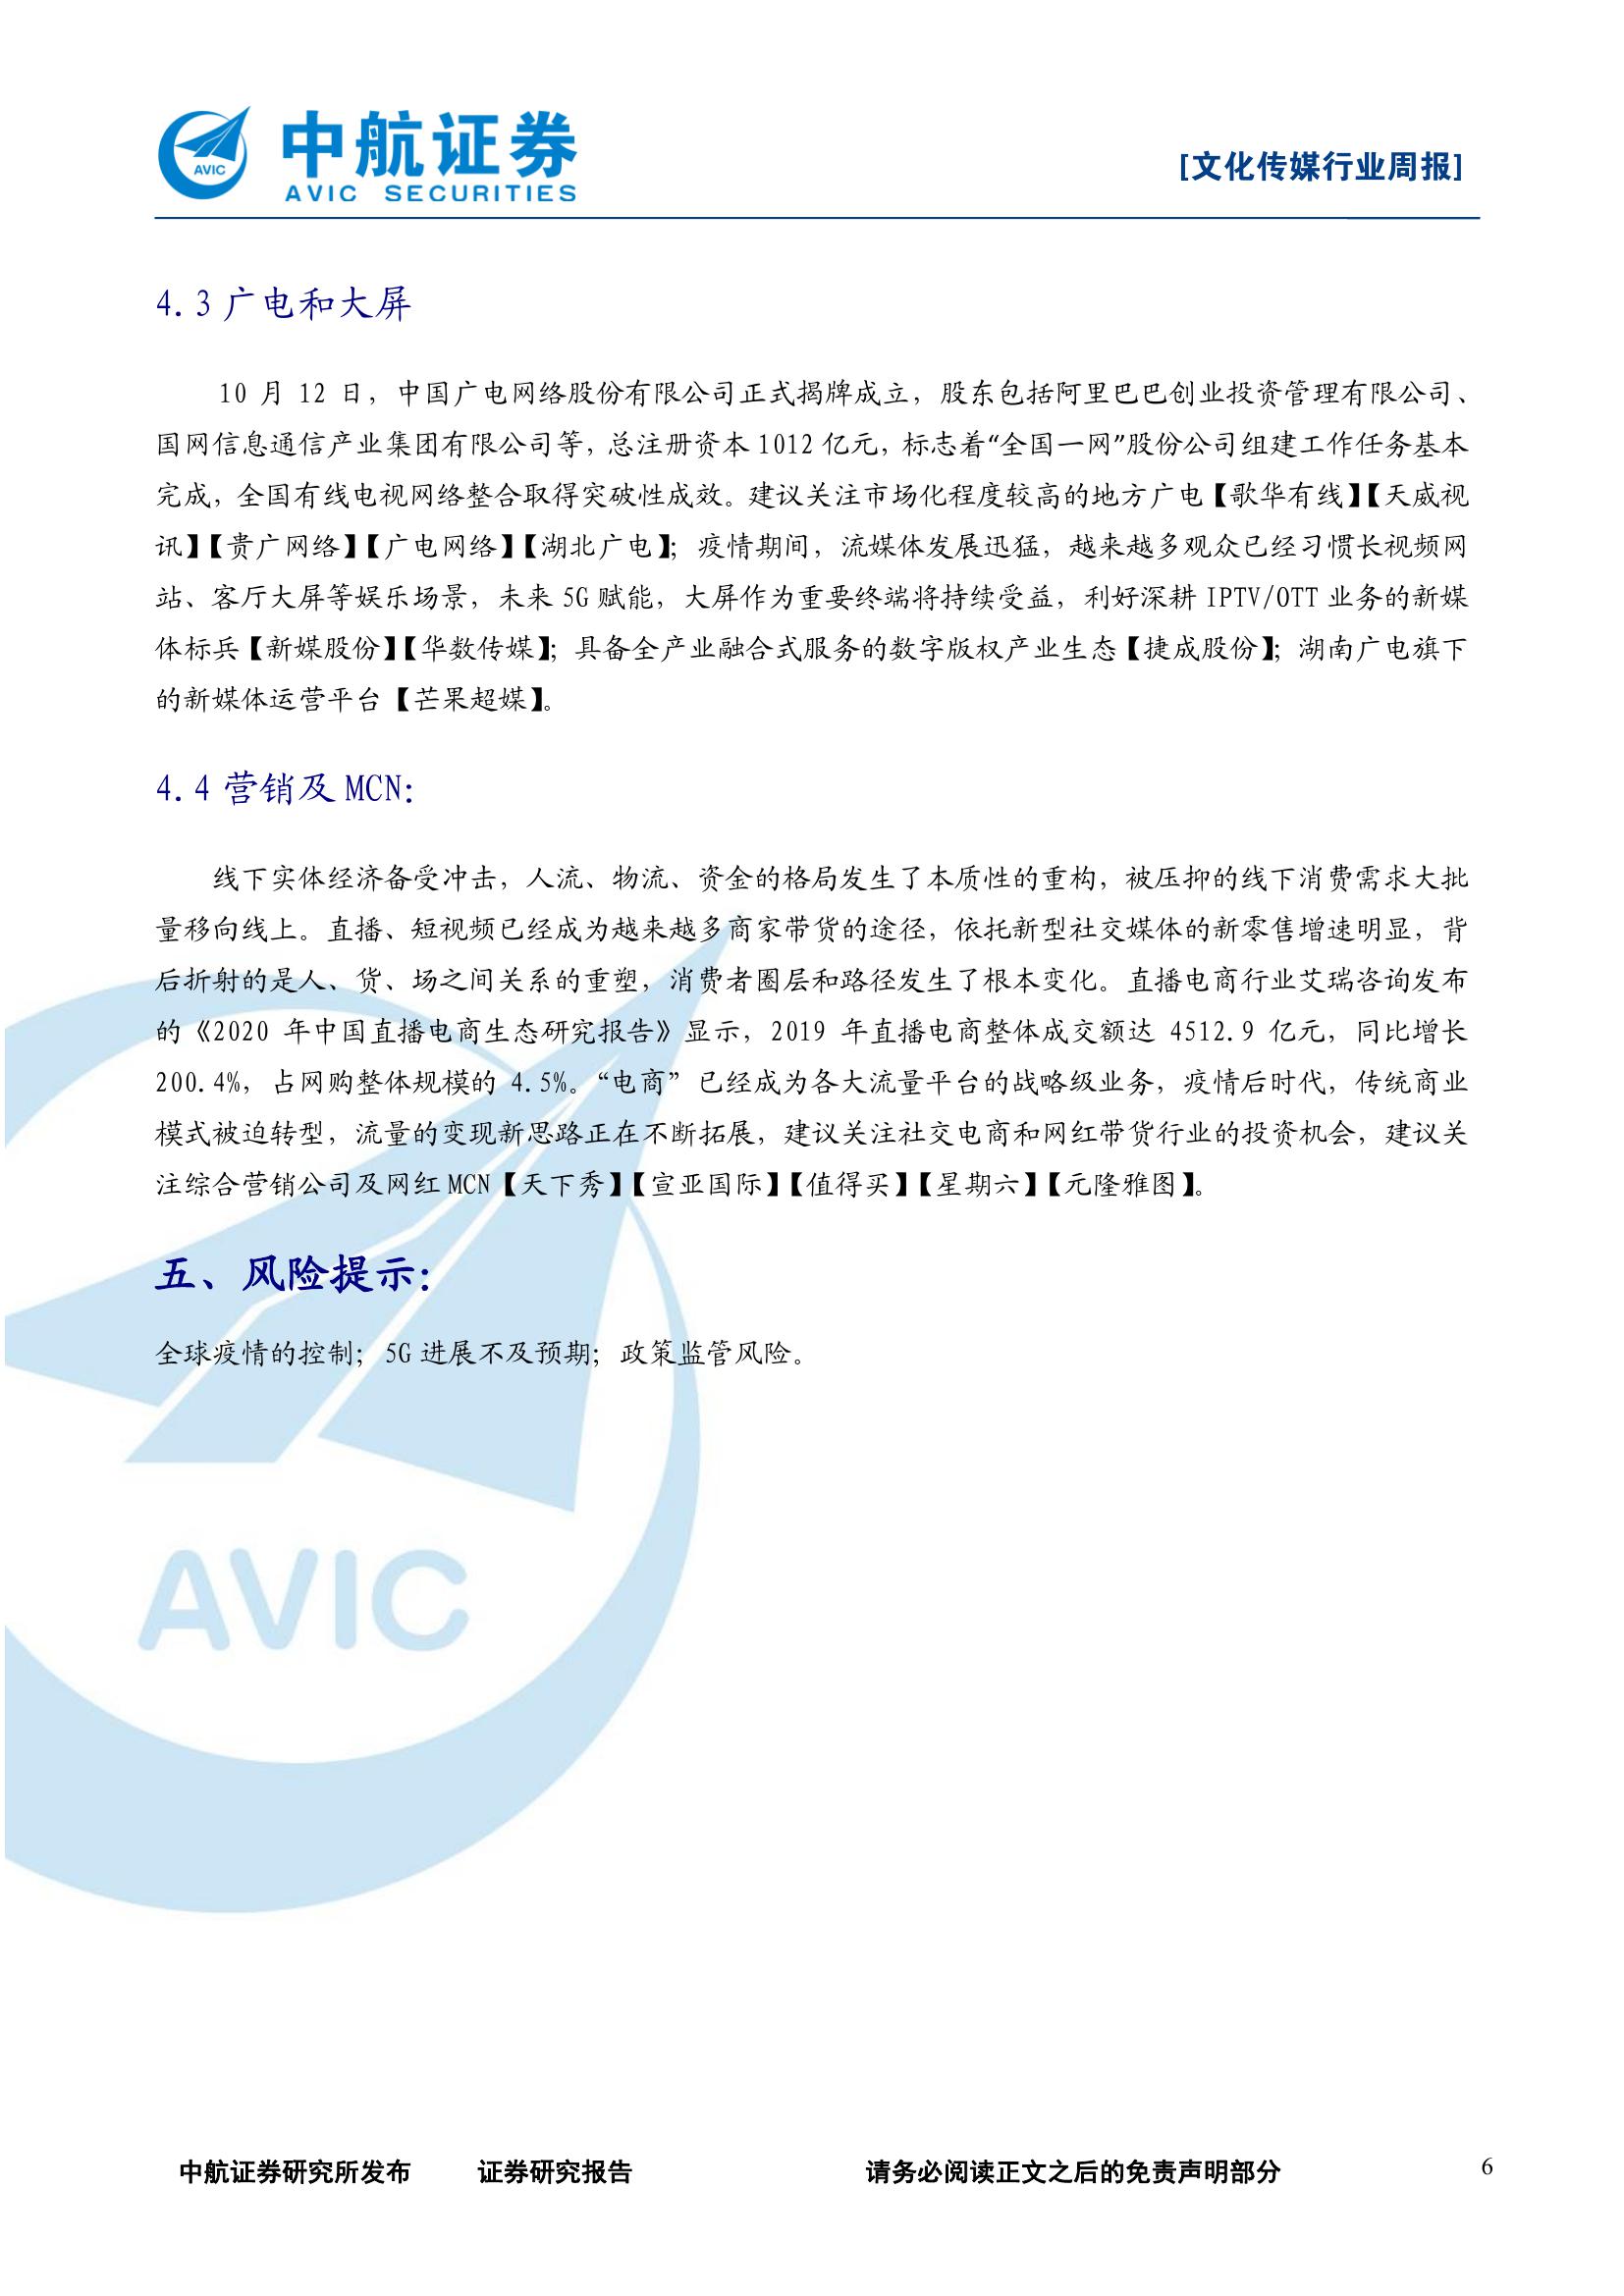 AVIC
中航证券
AVIC SECURITIES
[文化传媒行业周报]
4.3 广电和大屏
10 月 12 日，中国广电网络股份有限公司正式揭牌成立，股东包括阿里巴巴创业投资管理有限公司、
国网信息通信产业集团有限公司等，总注册资本 1012 亿元，标志着“全国一网”股份公司组建工作任务基本
完成，全国有线电视网络整合取得突破性成效。建议关注市场化程度较高的地方广电【歌华有线】【天威视
讯】【贵广网络】【广电网络】【湖北广电】；疫情期间，流媒体发展迅猛，越来越多观众已经习惯长视频网
站、客厅大屏等娱乐场景，未来 5G 赋能，大屏作为重要终端将持续受益，利好深耕 IPTV/OTT 业务的新媒
体标兵【新媒股份】【华数传媒】；具备全产业融合式服务的数字版权产业生态【捷成股份】；湖南广电旗下
的新媒体运营平台【芒果超媒】。
4.4 营销及 MCN：
线下实体经济备受冲击，人流、物流、资金的格局发生了本质性的重构，被压抑的线下消费需求大批
量移向线上。直播、短视频已经成为越来越多商家带货的途径，依托新型社交媒体的新零售增速明显，背
后折射的是人、货、场之间关系的重塑，消费者圈层和路径发生了根本变化。直播电商行业艾瑞咨询发布
的《2020 年中国直播电商生态研究报告》显示，2019 年直播电商整体成交额达 4512.9 亿元，同比增长
200.4%，占网购整体规模的 4.5%。“电商”已经成为各大流量平台的战略级业务，疫情后时代，传统商业
模式被迫转型，流量的变现新思路正在不断拓展，建议关注社交电商和网红带货行业的投资机会，建议关
注综合营销公司及网红 MCN【天下秀】【宣亚国际】【值得买】【星期六】【元隆雅图】。
五、风险提示：
全球疫情的控制；5G 进展不及预期；政策监管风险。
AVIC
中航证券研究所发布 证券研究报告 请务必阅读正文之后的免责声明部分 6